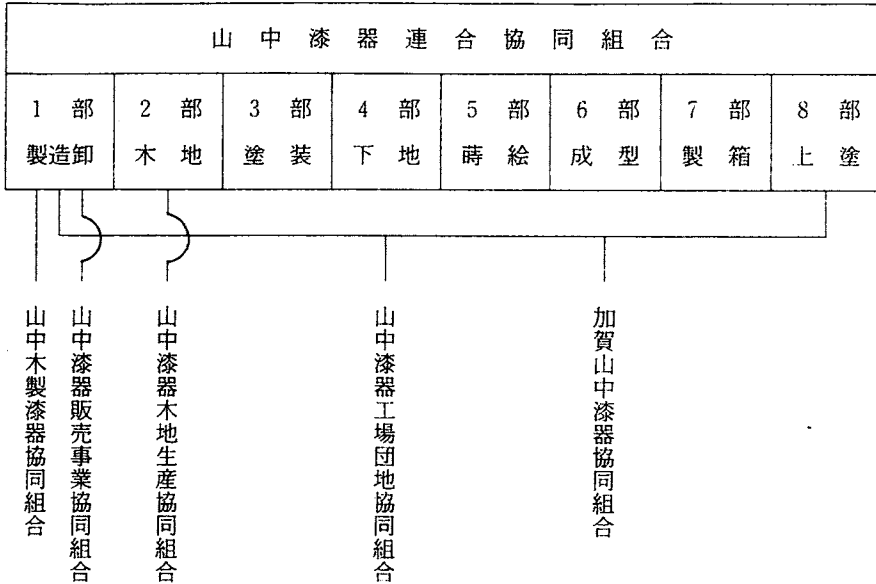 山中漆器連合協同組合
1部 2部 3部 4部 5部 6部 7部 8部
製造卸 木地 塗装 下地 蒔絵 成型 製箱 上塗
山中木製漆器協同組合
山中漆器販売事業協同組合
山中漆器木地生産協同組合
山中漆器工場団地協同組合
加賀山中漆器協同組合